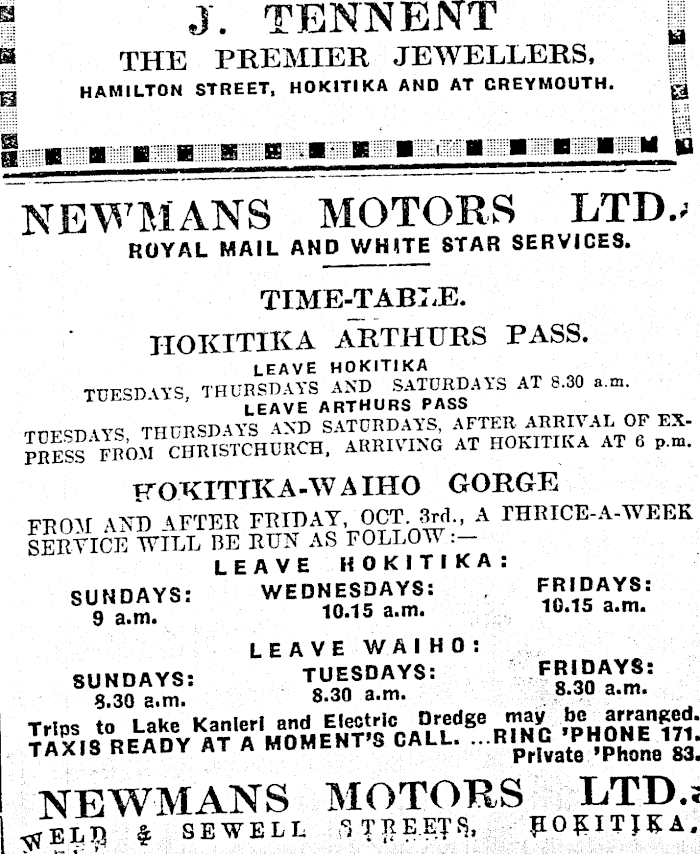 J. TENNENT
THE PREMIER JEWELLERS,
HAMILTON STREET, HOKITIKA AND AT GREYMOUTH.
NEWMANS MOTORS LTD.,
ROYAL MAIL AND WHITE STAR SERVICES.
TIME-TABLE.
HOKITIKA ARTHURS PASS.
LEAVE HOKITIKA
TUESDAYS, THURSDAYS AND SATURDAYS AT 8.30 a.m.
LEAVE ARTHURS PASS
TUESDAYS, THURSDAYS AND SATURDAYS, AFTER ARRIVAL OF EX-
PRESS FROM CHRISTCHURCH, ARRIVING AT HOKITIKA AT 6 p.m.
HOKITIKA-WAIHO GORGE
FROM AND AFTER FRIDAY, OCT. 3rd., A THRICE-A-WEEK
SERVICE WILL BE RUN AS FOLLOW:—
LEAVE HOKITIKA:
SUNDAYS: WEDNESDAYS: FRIDAYS:
9 a.m. 10.15 a.m. 10.15 a.m.
LEAVE WAIHO:
SUNDAYS: TUESDAYS: FRIDAYS:
8.30 a.m. 8.30 a.m. 8.30 a.m.
Trips to Lake Kanieri and Electric Dredge may be arranged.
TAXIS READY AT A MOMENT'S CALL. ...RING 'PHONE 171.
Private 'Phone 83.
NEWMANS MOTORS LTD.,
WELD & SEWELL STREETS, HOKITIKA.